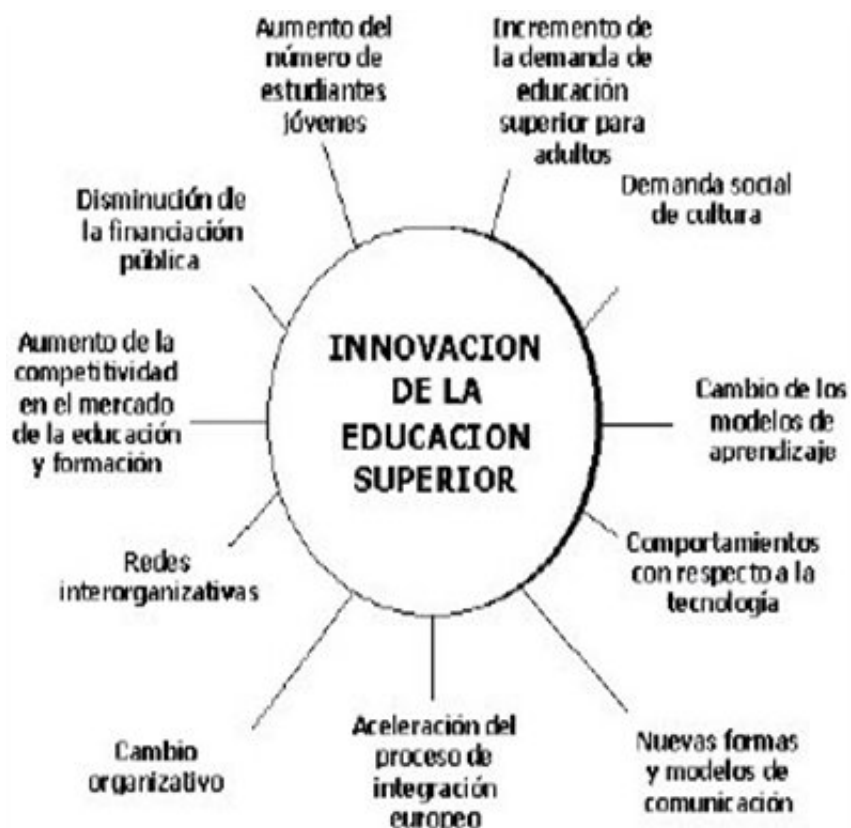 Aumento del
número de
estudiantes
jóvenes
Incremento de
la demanda de
educación
superior para
adultos
Demanda social
de cultura
Disminución de
la financiación
pública
INNOVACION
DE LA
EDUCACION
SUPERIOR
Aumento de la
competitividad
en el mercado
de la educación
y formación
Cambio de los
modelos de
aprendizaje
Redes
interorganizativas
Comportamientos
con respecto a la
tecnología
Cambio
organizativo
Aceleración del
proceso de
integración
europeo
Nuevas formas
y modelos de
comunicación